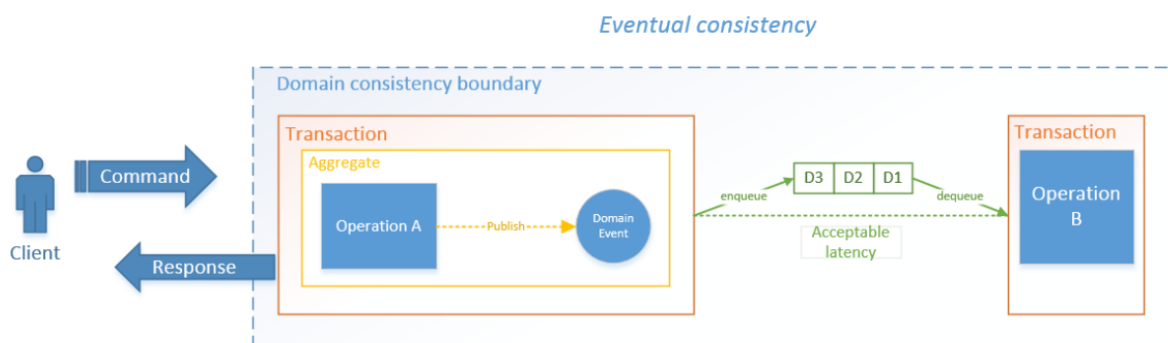 Eventual consistency
Domain consistency boundary
Transaction
Aggregate
Operation A
Publish
Domain
Event
Command
Client
Response
enqueue
D3 D2 D1
dequeue
Acceptable
latency
Transaction
Operation
B